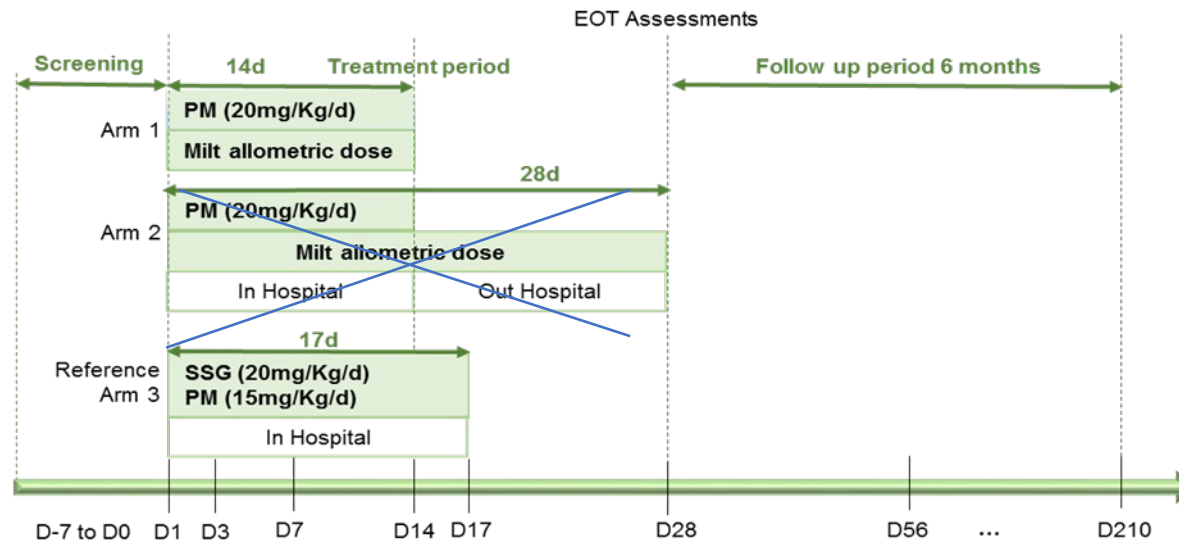 EOT Assessments
Screening
14d
Treatment period
Follow up period 6 months
Arm 1
PM (20mg/Kg/d)
Milt allometric dose
28d
Arm 2
PM (20mg/Kg/d)
Milt allometric dose
In Hospital
Out Hospital
17d
Reference
Arm 3
SSG (20mg/Kg/d)
PM (15mg/Kg/d)
In Hospital
D-7 to D0
D1
D3
D7
D14
D17
D28
D56
...
D210